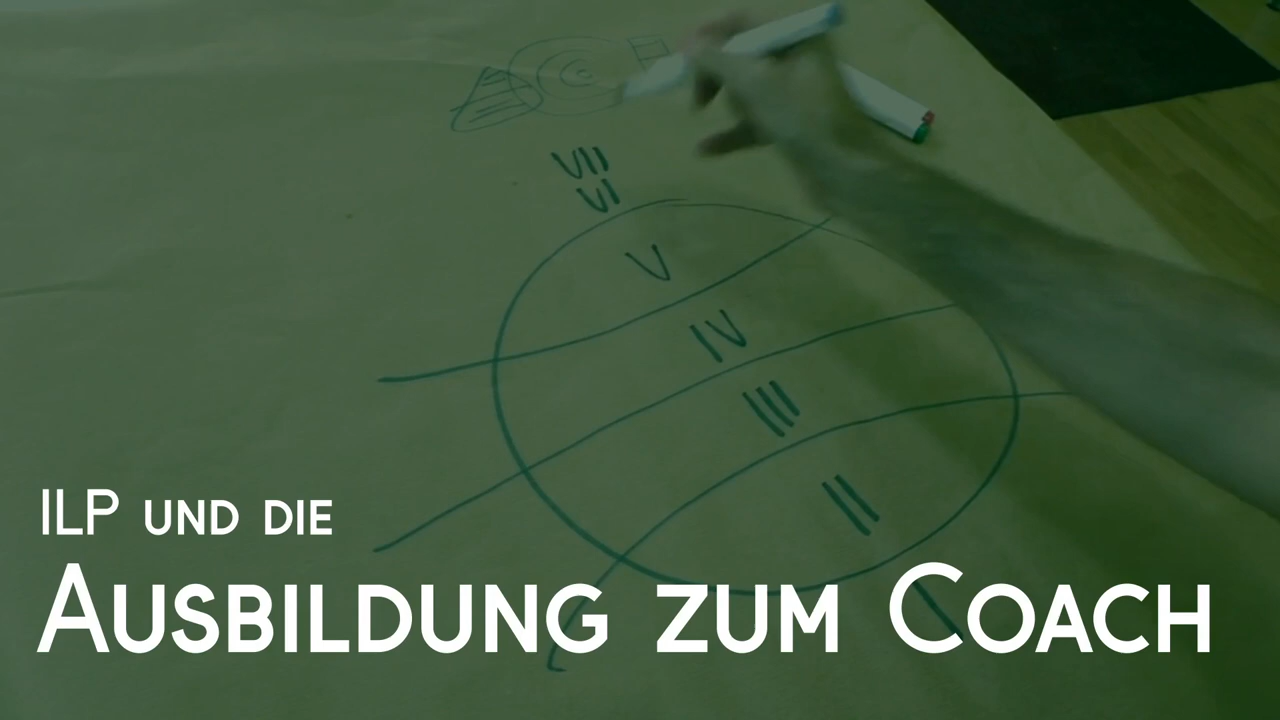 VII
VI
V
IV
III
II
I
ILP UND DIE
AUSBILDUNG ZUM COACH